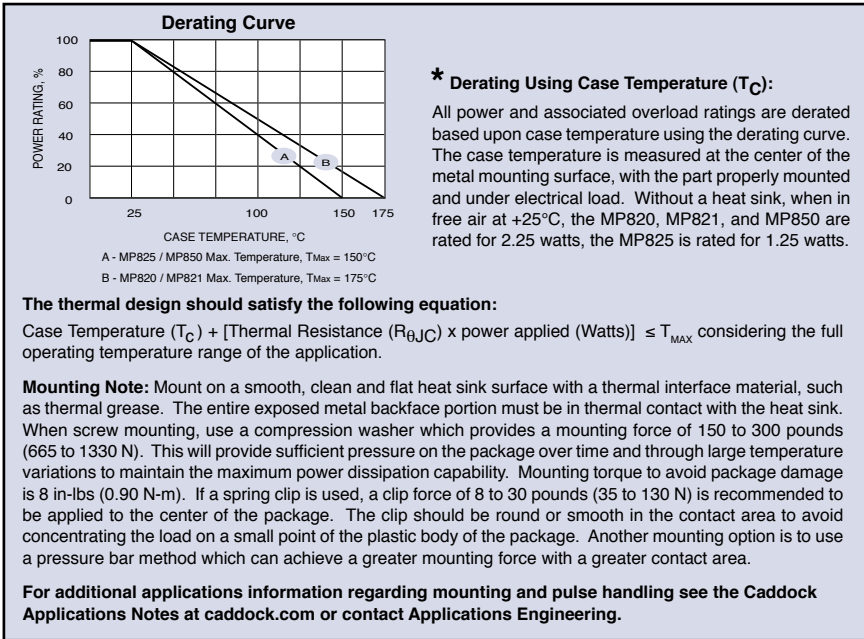 Derating Curve
100
80
60
40
20
0
POWER RATING, %
A
B
25
100
150
175
CASE TEMPERATURE, °C
A - MP825 / MP850 Max. Temperature, TMax = 150°C
B - MP820 / MP821 Max. Temperature, TMax = 175°C
* Derating Using Case Temperature (TC):
All power and associated overload ratings are derated
based upon case temperature using the derating curve.
The case temperature is measured at the center of the
metal mounting surface, with the part properly mounted
and under electrical load. Without a heat sink, when in
free air at +25°C, the MP820, MP821, and MP850 are
rated for 2.25 watts, the MP825 is rated for 1.25 watts.
The thermal design should satisfy the following equation:
Case Temperature (TC) + [Thermal Resistance (RθJC) x power applied (Watts)] ≤ TMAX considering the full
operating temperature range of the application.
Mounting Note: Mount on a smooth, clean and flat heat sink surface with a thermal interface material, such
as thermal grease. The entire exposed metal backface portion must be in thermal contact with the heat sink.
When screw mounting, use a compression washer which provides a mounting force of 150 to 300 pounds
(665 to 1330 N). This will provide sufficient pressure on the package over time and through large temperature
variations to maintain the maximum power dissipation capability. Mounting torque to avoid package damage
is 8 in-lbs (0.90 N-m). If a spring clip is used, a clip force of 8 to 30 pounds (35 to 130 N) is recommended to
be applied to the center of the package. The clip should be round or smooth in the contact area to avoid
concentrating the load on a small point of the plastic body of the package. Another mounting option is to use
a pressure bar method which can achieve a greater mounting force with a greater contact area.
For additional applications information regarding mounting and pulse handling see the Caddock
Applications Notes at caddock.com or contact Applications Engineering.